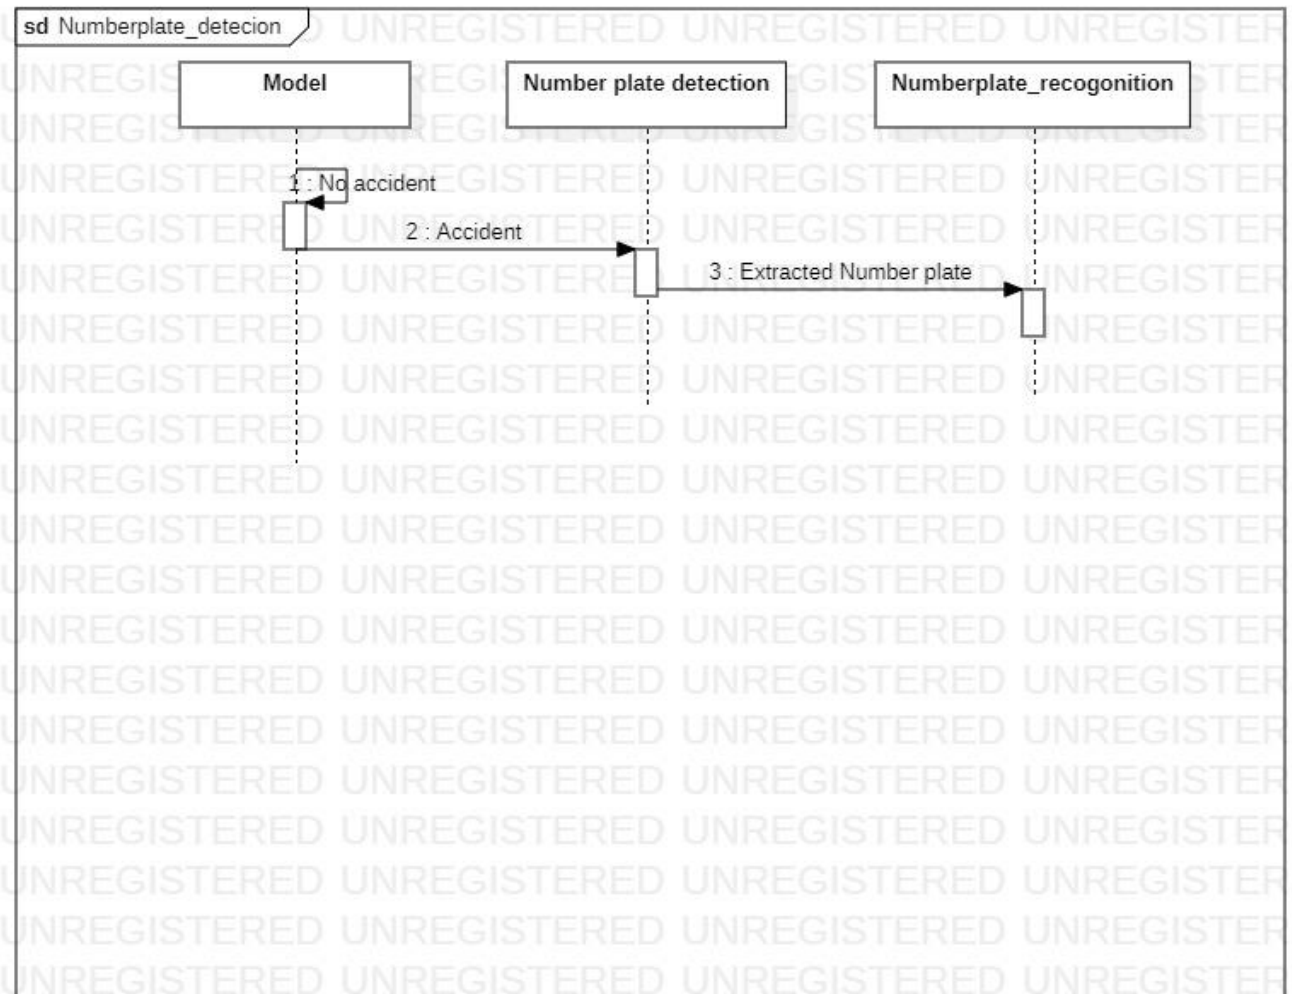 sd Numberplate_detecion
Model
Number plate detection
Numberplate_recogonition
1 : No accident
2 : Accident
3 : Extracted Number plate
UNREGISTERED UNREGISTERED UNREGISTERED UNREGISTER